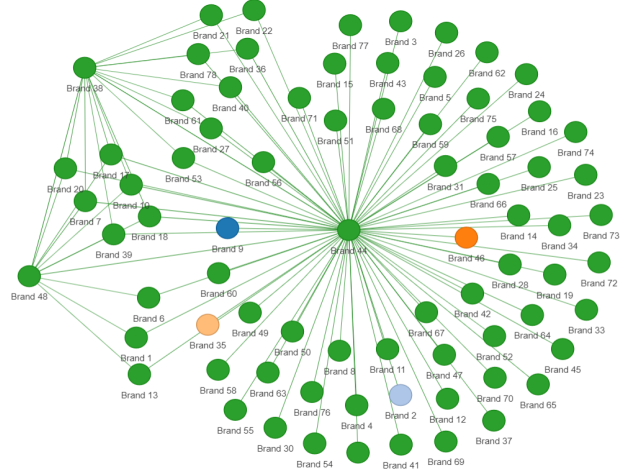 Brand 22
Brand 21
Brand 77
Brand 3
Brand 26
Brand 62
Brand 78
Brand 36
Brand 38
Brand 15
Brand 43
Brand 5
Brand 24
Brand 40
Brand 61
Brand 71
Brand 68
Brand 75
Brand 16
Brand 27
Brand 51
Brand 59
Brand 57
Brand 74
Brand 17
Brand 53
Brand 56
Brand 31
Brand 25
Brand 23
Brand 20
Brand 10
Brand 66
Brand 7
Brand 18
Brand 39
Brand 9
Brand 44
Brand 46
Brand 14
Brand 34
Brand 73
Brand 48
Brand 60
Brand 28
Brand 19
Brand 72
Brand 6
Brand 42
Brand 33
Brand 35
Brand 49
Brand 67
Brand 64
Brand 1
Brand 50
Brand 52
Brand 45
Brand 13
Brand 58
Brand 63
Brand 8
Brand 11
Brand 47
Brand 70
Brand 65
Brand 55
Brand 76
Brand 4
Brand 2
Brand 12
Brand 37
Brand 30
Brand 54
Brand 41
Brand 69